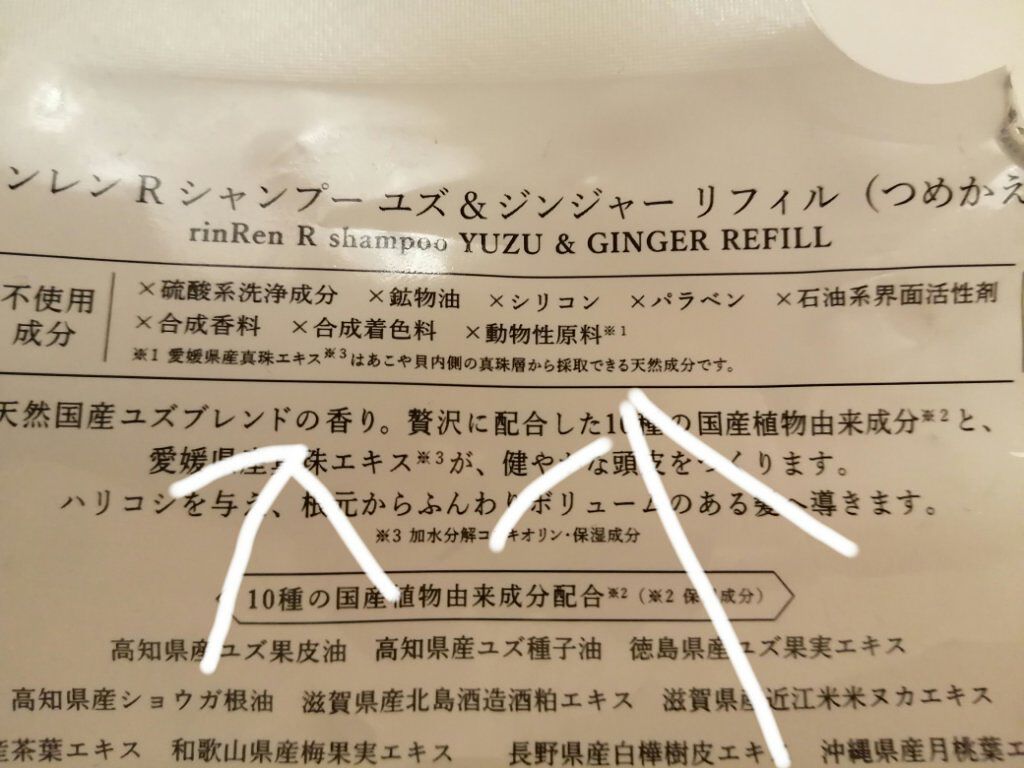 ンレン R シャンプー ユズ & ジンジャー リフィル（つめかえ
rinRen R shampoo YUZU & GINGER REFILL
不使用成分
×硫酸系洗浄成分 ×鉱物油 ×シリコン ×パラベン ×石油系界面活性剤
×合成香料 ×合成着色料 ×動物性原料※1
※1 愛媛県産真珠エキス※3はあこや貝内側の真珠層から採取できる天然成分です。
天然国産ユズブレンドの香り。贅沢に配合した10種の国産植物由来成分※2と、
愛媛県産真珠エキス※3が、健やかな頭皮をつくります。
ハリコシを与え、根元からふんわりボリュームのある髪へ導きます。
※3 加水分解コンキオリン・保湿成分
10種の国産植物由来成分配合※2（※2 保湿成分）
高知県産ユズ果皮油 高知県産ユズ種子油 徳島県産ユズ果実エキス
高知県産ショウガ根油 滋賀県産北島酒造酒粕エキス 滋賀県産近江米米ヌカエキス
産茶葉エキス 和歌山県産梅果実エキス 長野県産白樺樹皮エキス 沖縄県産月桃葉エ